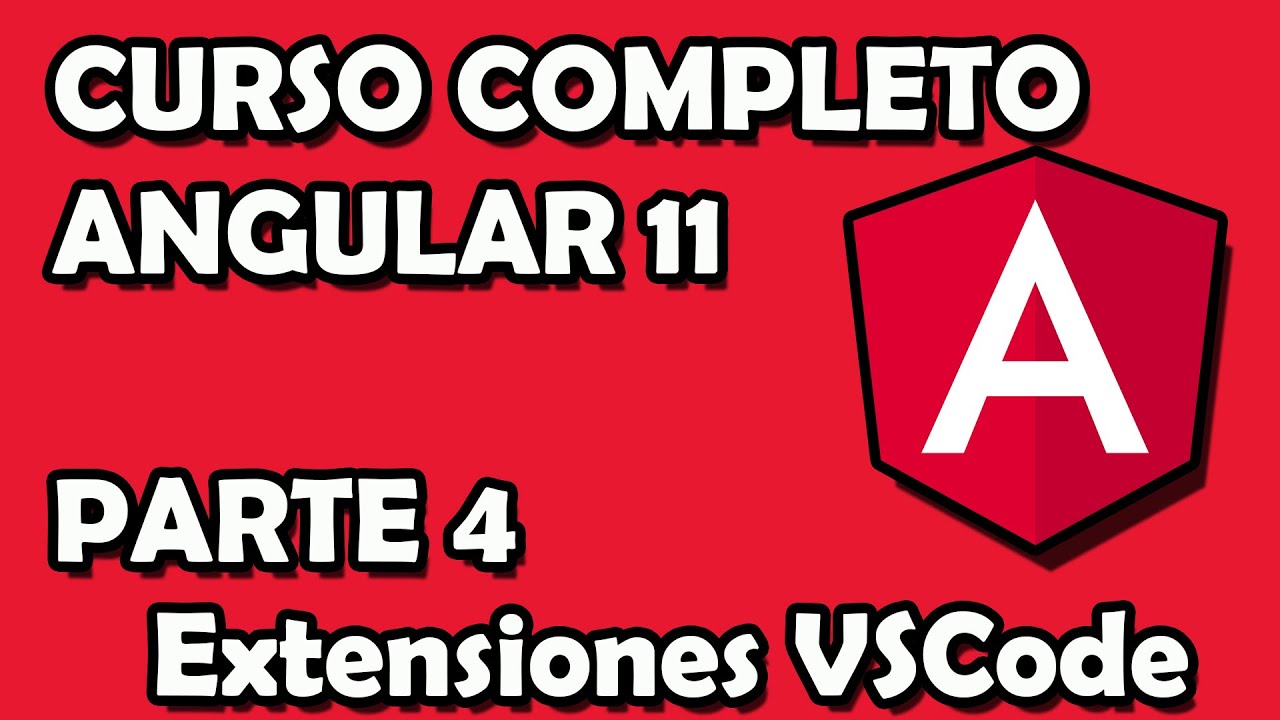 CURSO COMPLETO
ANGULAR 11
A
PARTE 4
Extensiones VSCode